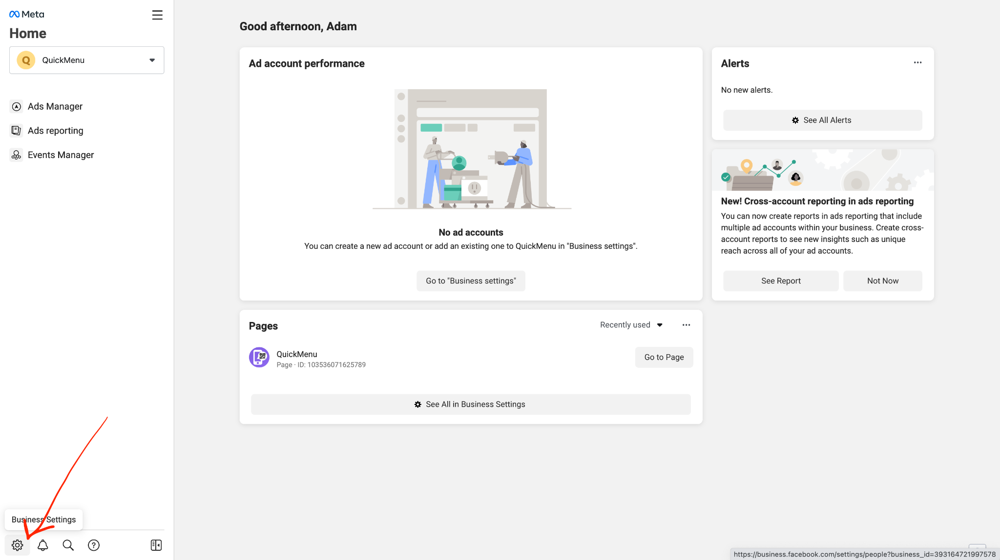 Meta
Home
Q QuickMenu
Ads Manager
Ads reporting
Events Manager
Business Settings
Good afternoon, Adam
Ad account performance
No ad accounts
You can create a new ad account or add an existing one to QuickMenu in "Business settings".
Go to "Business settings"
Pages
Recently used
QuickMenu
Page · ID: 103536071625789
Go to Page
See All in Business Settings
Alerts
No new alerts.
See All Alerts
New! Cross-account reporting in ads reporting
You can now create reports in ads reporting that include
multiple ad accounts within your business. Create cross-
account reports to see new insights such as unique
reach across all of your ad accounts.
See Report
Not Now
https://business.facebook.com/settings/people?business_id=393164721997578